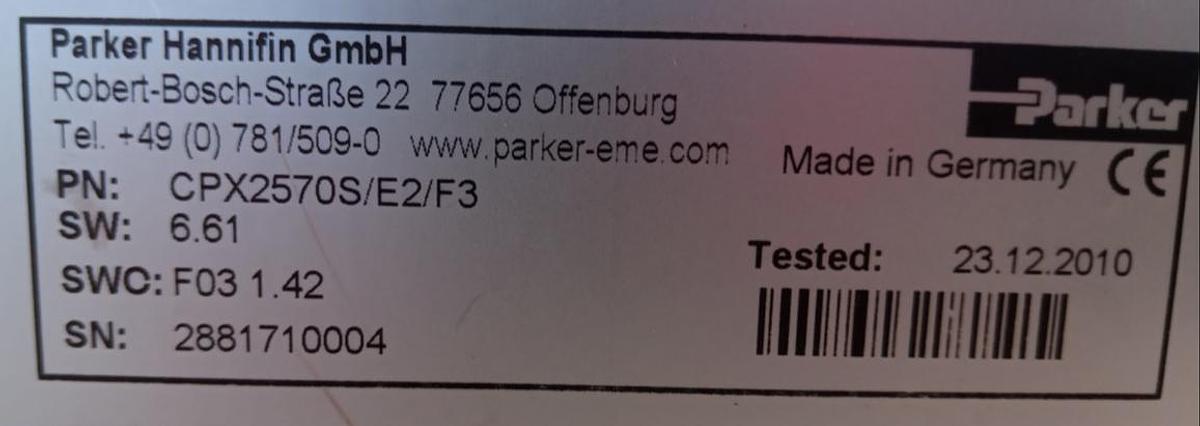 Parker Hannifin GmbH
Robert-Bosch-Straße 22 77656 Offenburg
Tel. +49 (0) 781/509-0 www.parker-eme.com
Parker
Made in Germany CE
PN: CPX2570S/E2/F3
SW: 6.61
Tested: 23.12.2010
SWC: F03 1.42
SN: 2881710004